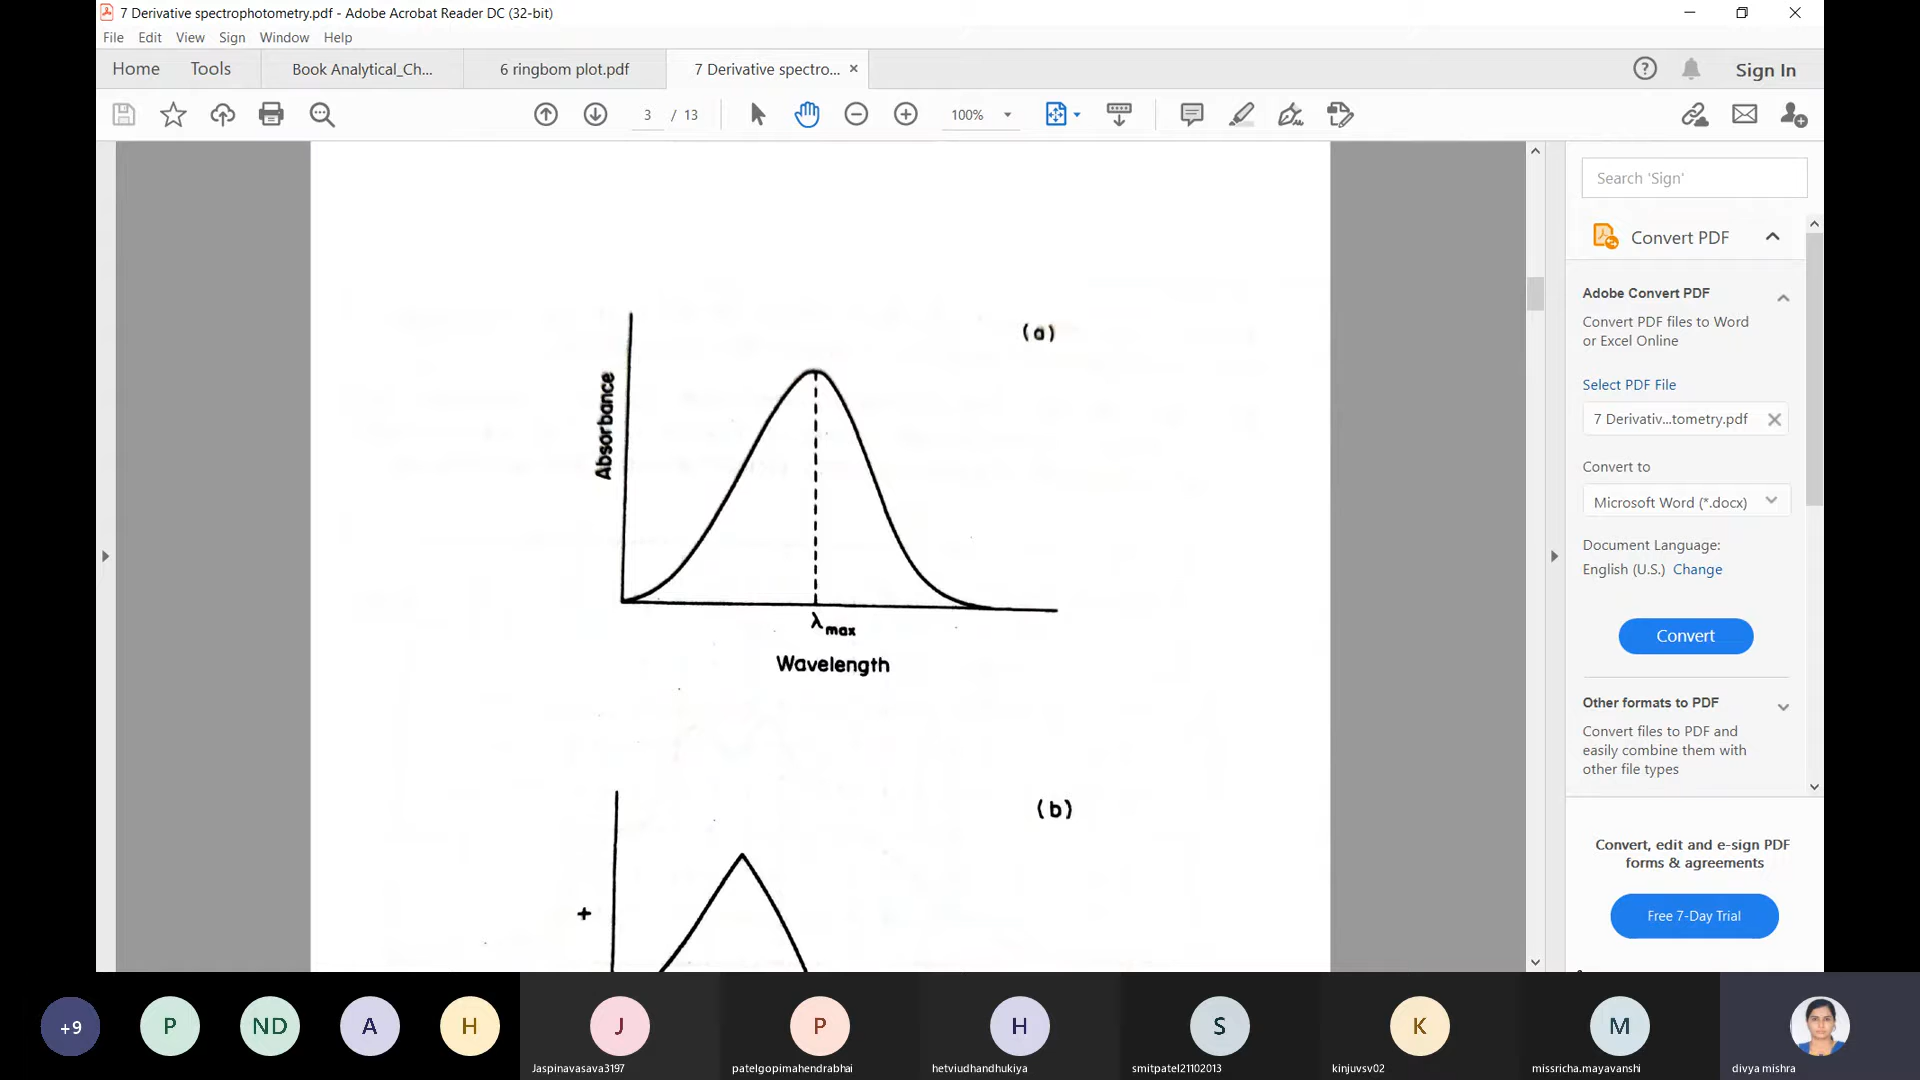 7 Derivative spectrophotometry.pdf - Adobe Acrobat Reader DC (32-bit)
File Edit View Sign Window Help
Home Tools Book Analytical_Ch... 6 ringbom plot.pdf 7 Derivative spectro... × Sign In
3 / 13 100%
Search 'Sign'
Convert PDF
Adobe Convert PDF
Convert PDF files to Word
or Excel Online
Select PDF File
7 Derivativ...tometry.pdf
Convert to
Microsoft Word (*.docx)
Document Language:
English (U.S.) Change
Convert
Other formats to PDF
Convert files to PDF and
easily combine them with
other file types
Convert, edit and e-sign PDF
forms & agreements
Free 7-Day Trial
(a)
Absorbance
λ max
Wavelength
(b)
+
+9 P ND A H J P H S K M
Jaspinavasava3197 patelgopimahendrabhai hetviudhandhukiya smitpatel21102013 kinjuvsv02 missricha.mayavanshi divya mishra